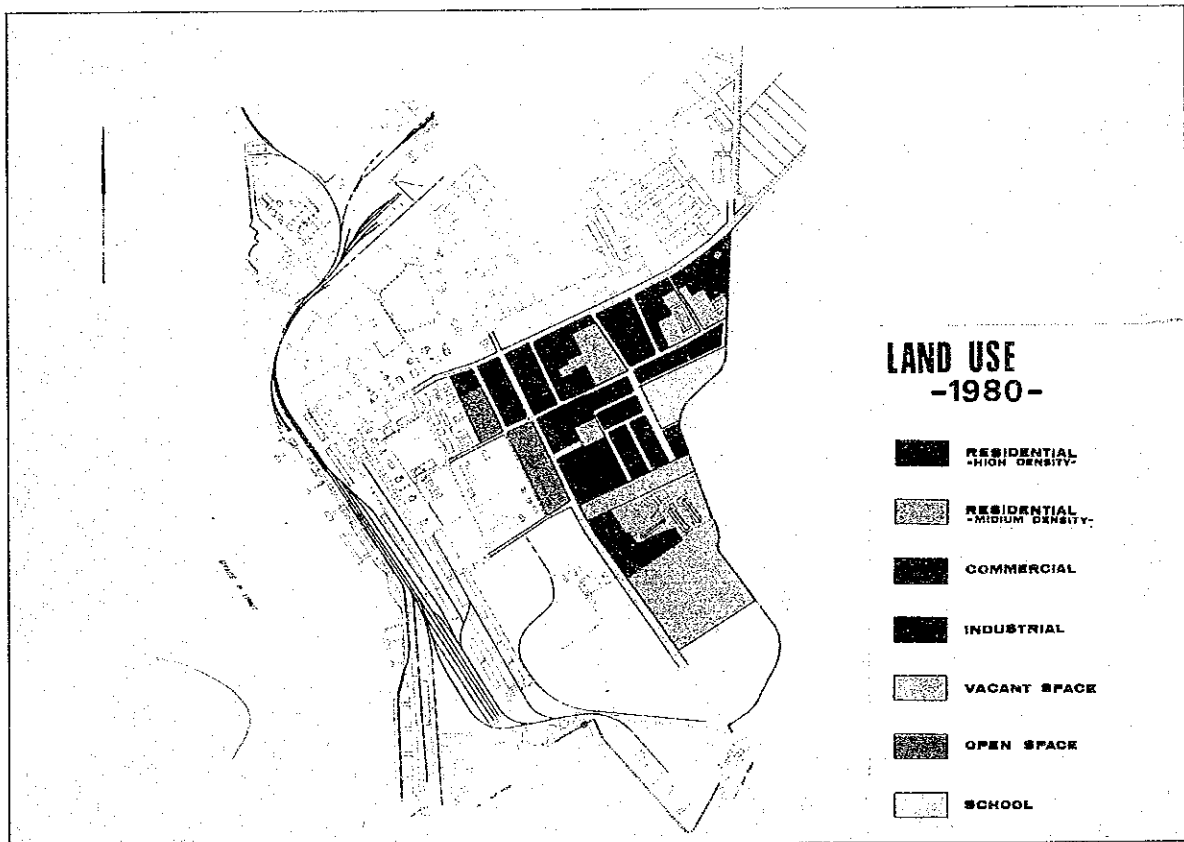 LAND USE
-1980-
RESIDENTIAL
-HIGH DENSITY-
RESIDENTIAL
-MIDIUM DENSITY-
COMMERCIAL
INDUSTRIAL
VACANT SPACE
OPEN SPACE
SCHOOL